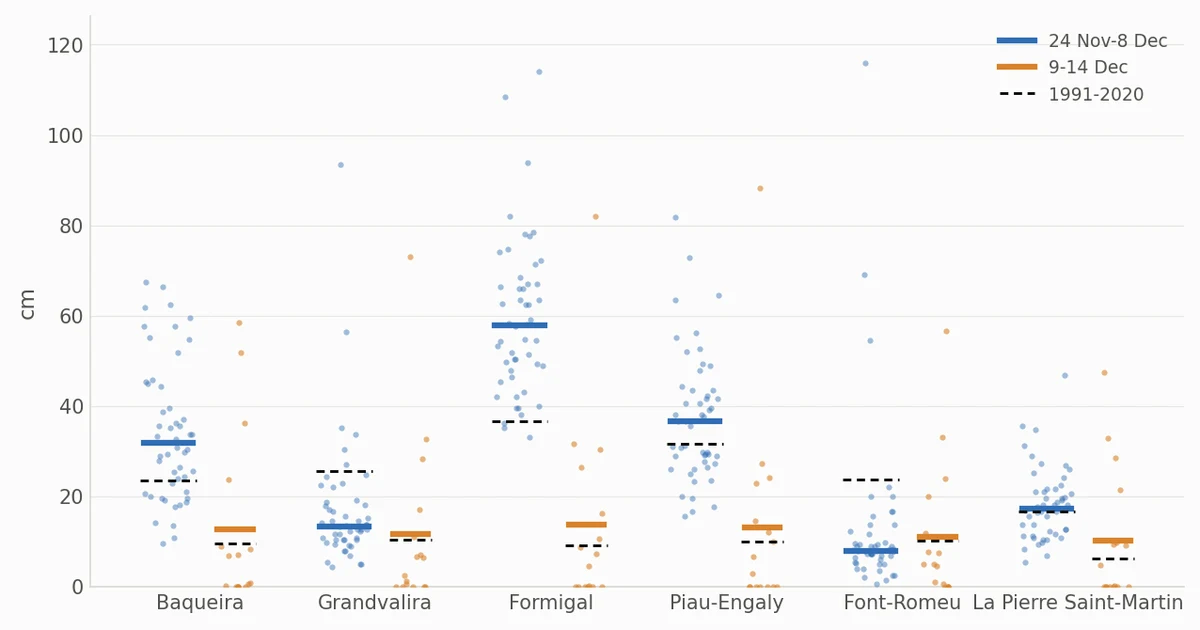 120
100
80
60
40
20
0
cm
24 Nov-8 Dec
9-14 Dec
1991-2020
Baqueira
Grandvalira
Formigal
Piau-Engaly
Font-Romeu
La Pierre Saint-Martin